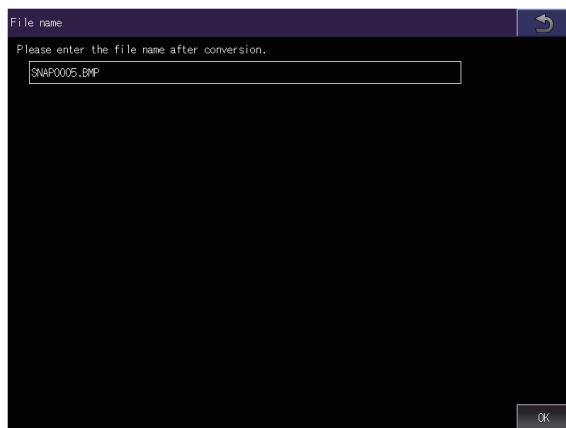 File name
Please enter the file name after conversion.
SNAP0005.BMP
OK